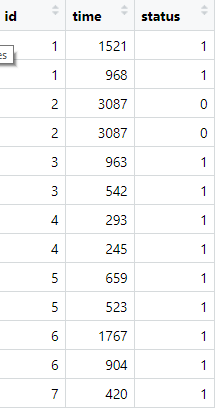 id time status
1 1521 1
es
1 968 1
2 3087 0
2 3087 0
3 963 1
3 542 1
4 293 1
4 245 1
5 659 1
5 523 1
6 1767 1
6 904 1
7 420 1